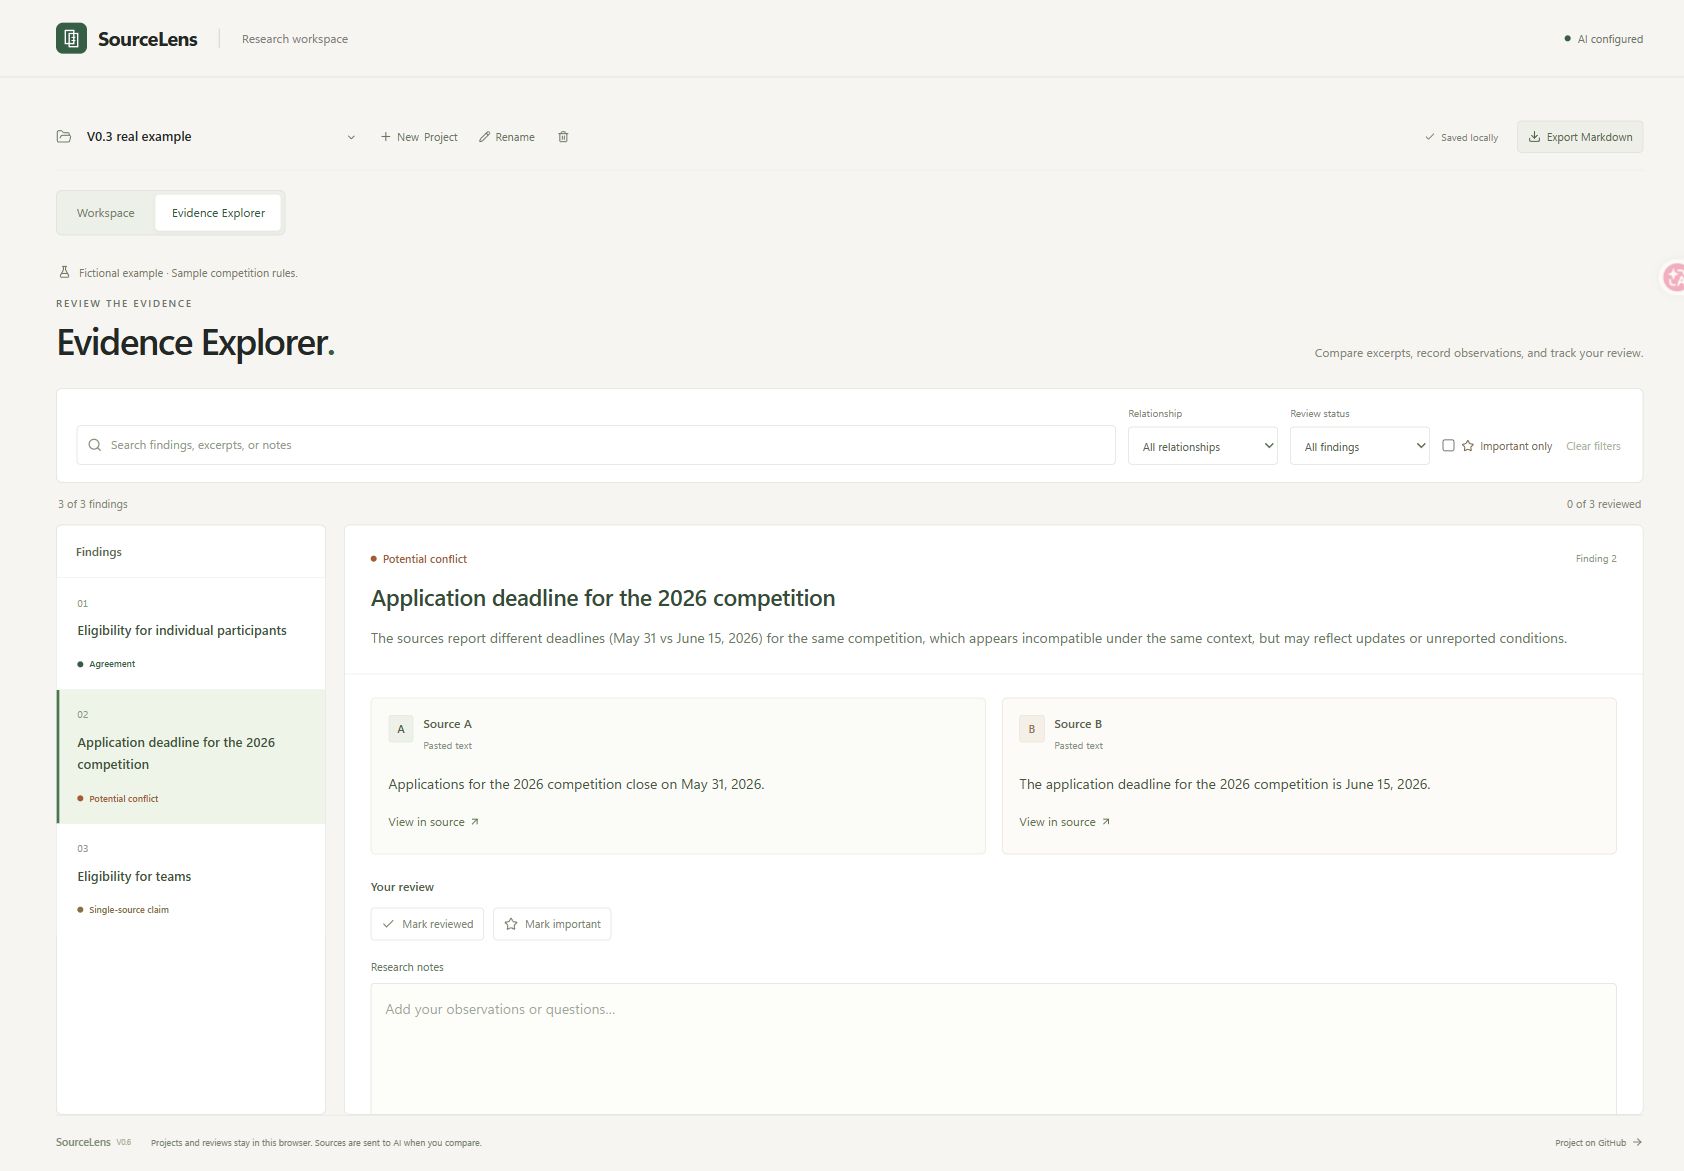 SourceLens
Research workspace
AI configured
V0.3 real example
New Project
Rename
Saved locally
Export Markdown
Workspace
Evidence Explorer
Fictional example · Sample competition rules.
REVIEW THE EVIDENCE
Evidence Explorer.
Compare excerpts, record observations, and track your review.
Search findings, excerpts, or notes
Relationship
All relationships
Review status
All findings
Important only
Clear filters
3 of 3 findings
0 of 3 reviewed
Findings
01
Eligibility for individual participants
Agreement
02
Application deadline for the 2026
competition
Potential conflict
03
Eligibility for teams
Single-source claim
Potential conflict
Finding 2
Application deadline for the 2026 competition
The sources report different deadlines (May 31 vs June 15, 2026) for the same competition, which appears incompatible under the same context, but may reflect updates or unreported conditions.
A
Source A
Pasted text
Applications for the 2026 competition close on May 31, 2026.
View in source
B
Source B
Pasted text
The application deadline for the 2026 competition is June 15, 2026.
View in source
Your review
Mark reviewed
Mark important
Research notes
Add your observations or questions...
SourceLens V0.6
Projects and reviews stay in this browser. Sources are sent to AI when you compare.
Project on GitHub